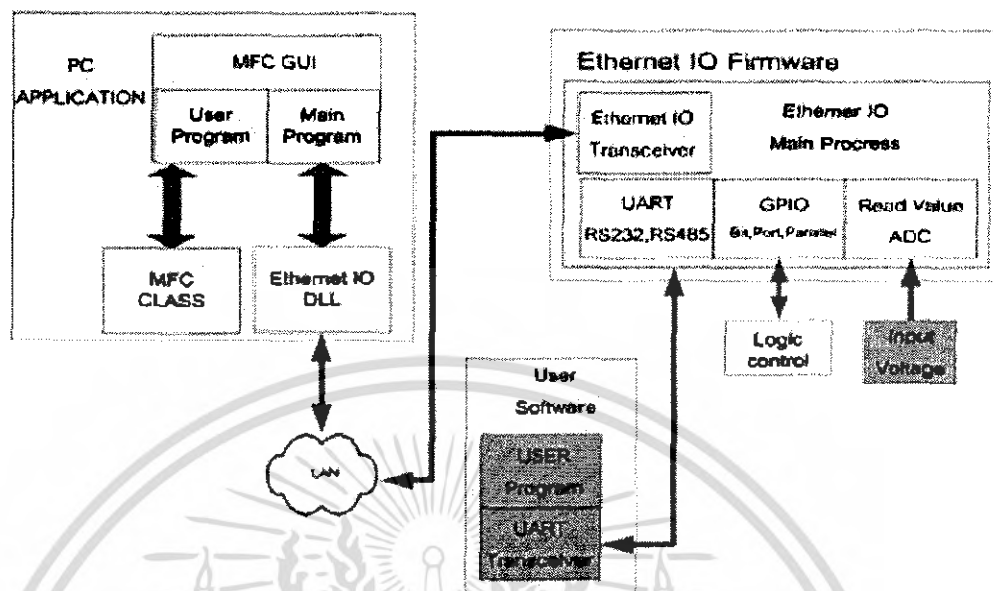 PC
APPLICATION
MFC GUI
User
Program
Main
Program
MFC
CLASS
Ethernet IO
DLL
LAN
User
Software
USER
Program
UART
Transceiver
Ethernet IO Firmware
Ethernet IO
Transceiver
Etherner IO
Main Progress
UART
RS232,RS485
GPIO
Bit,Port,Parallel
Read Value
ADC
Logic
control
Input
Voltage